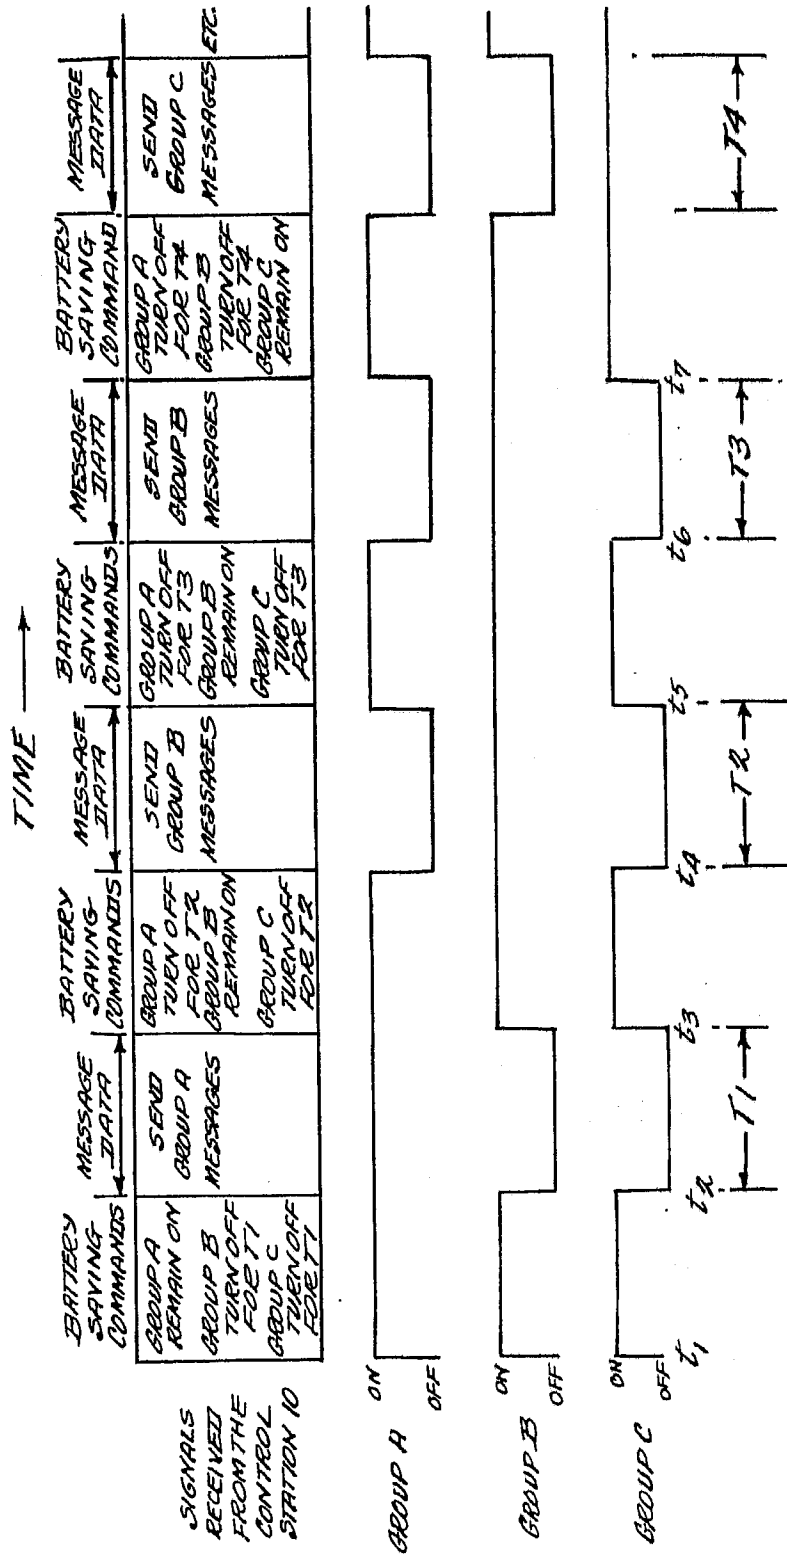 TIME
BATTERY
SAVING
COMMANDS
MESSAGE
DATA
BATTERY
SAVING
COMMANDS
MESSAGE
DATA
BATTERY
SAVING
COMMANDS
MESSAGE
DATA
BATTERY
SAVING
COMMAND
MESSAGE
DATA
SIGNALS
RECEIVED
FROM THE
CONTROL
STATION 10
GROUP A
REMAIN ON
GROUP B
TURN OFF
FOR T1
GROUP C
TURN OFF
FOR T1
SEND
GROUP A
MESSAGES
GROUP A
TURN OFF
FOR T2
GROUP B
REMAIN ON
GROUP C
TURN OFF
FOR T2
SEND
GROUP B
MESSAGES
GROUP A
TURN OFF
FOR T3
GROUP B
REMAIN ON
GROUP C
TURN OFF
FOR T3
SEND
GROUP B
MESSAGES
GROUP A
TURN OFF
FOR T4
GROUP B
TURN OFF
FOR T4
GROUP C
REMAIN ON
SEND
GROUP C
MESSAGES
ETC.
GROUP A
ON
OFF
GROUP B
ON
OFF
GROUP C
ON
OFF
t1 t2 t3 t4 t5 t6 t7
T1 T2 T3 T4